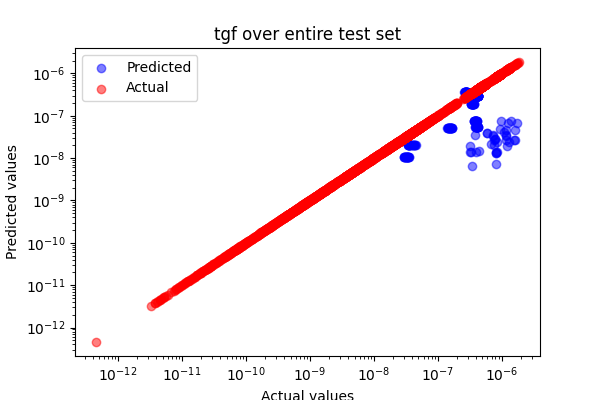 tgf over entire test set
Predicted
Actual
Predicted values
10⁻⁶
10⁻⁷
10⁻⁸
10⁻⁹
10⁻¹⁰
10⁻¹¹
10⁻¹²
10⁻¹² 10⁻¹¹ 10⁻¹⁰ 10⁻⁹ 10⁻⁸ 10⁻⁷ 10⁻⁶
Actual values